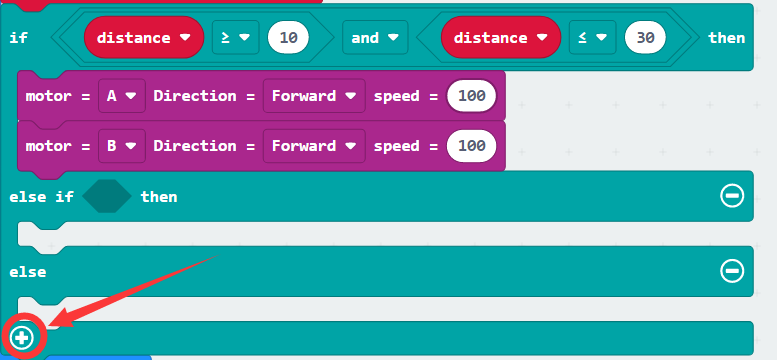 if distance ≥ 10 and distance ≤ 30 then
motor = A Direction = Forward speed = 100
motor = B Direction = Forward speed = 100
else if then
else